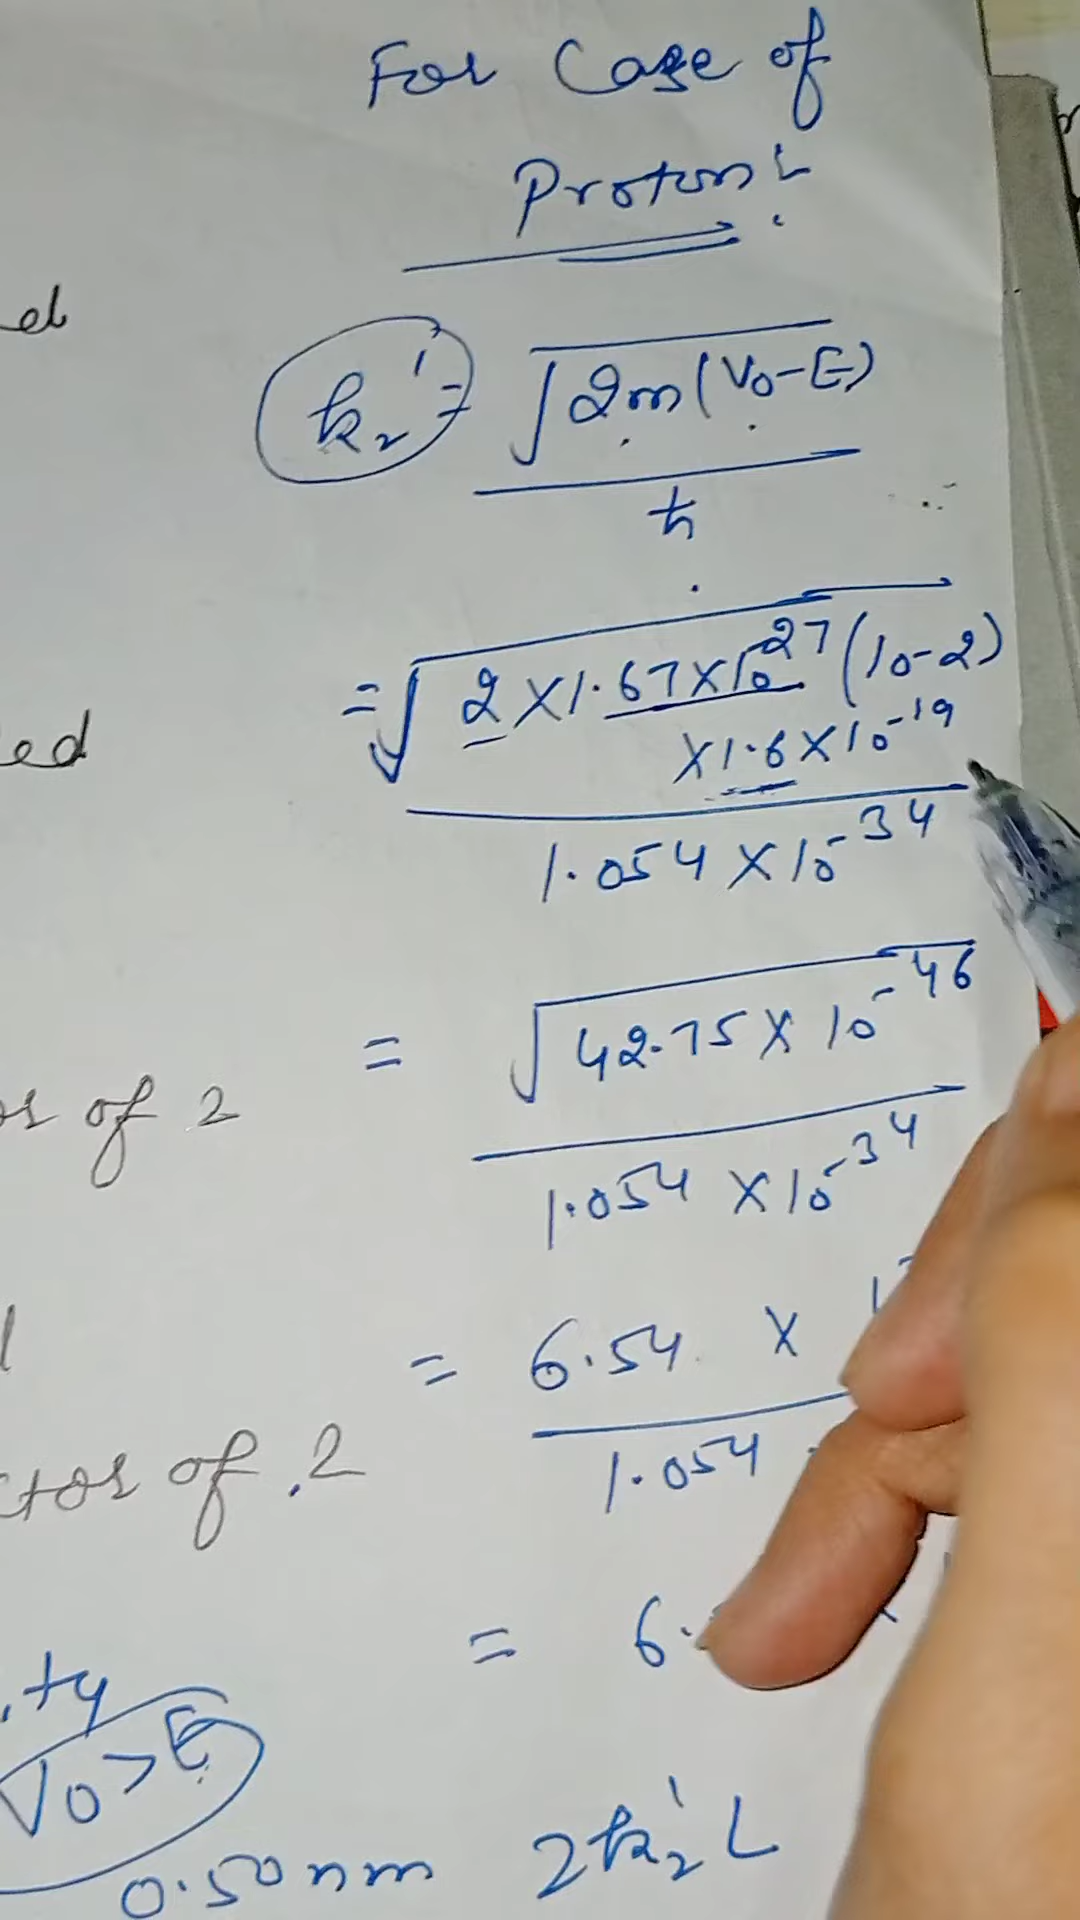 For Case of
Proton:
ed
k₂' = √2m(V₀-E)
ħ
= √2×1.67×10⁻²⁷(10-2)
×1.6×10⁻¹⁹
ed
1.054×10⁻³⁴
= √42.75×10⁻⁴⁶
1.054×10⁻³⁴
of 2
= 6.54 ×
1.054
of 2
= 6.
V₀>E
0.50nm 2k₂'L